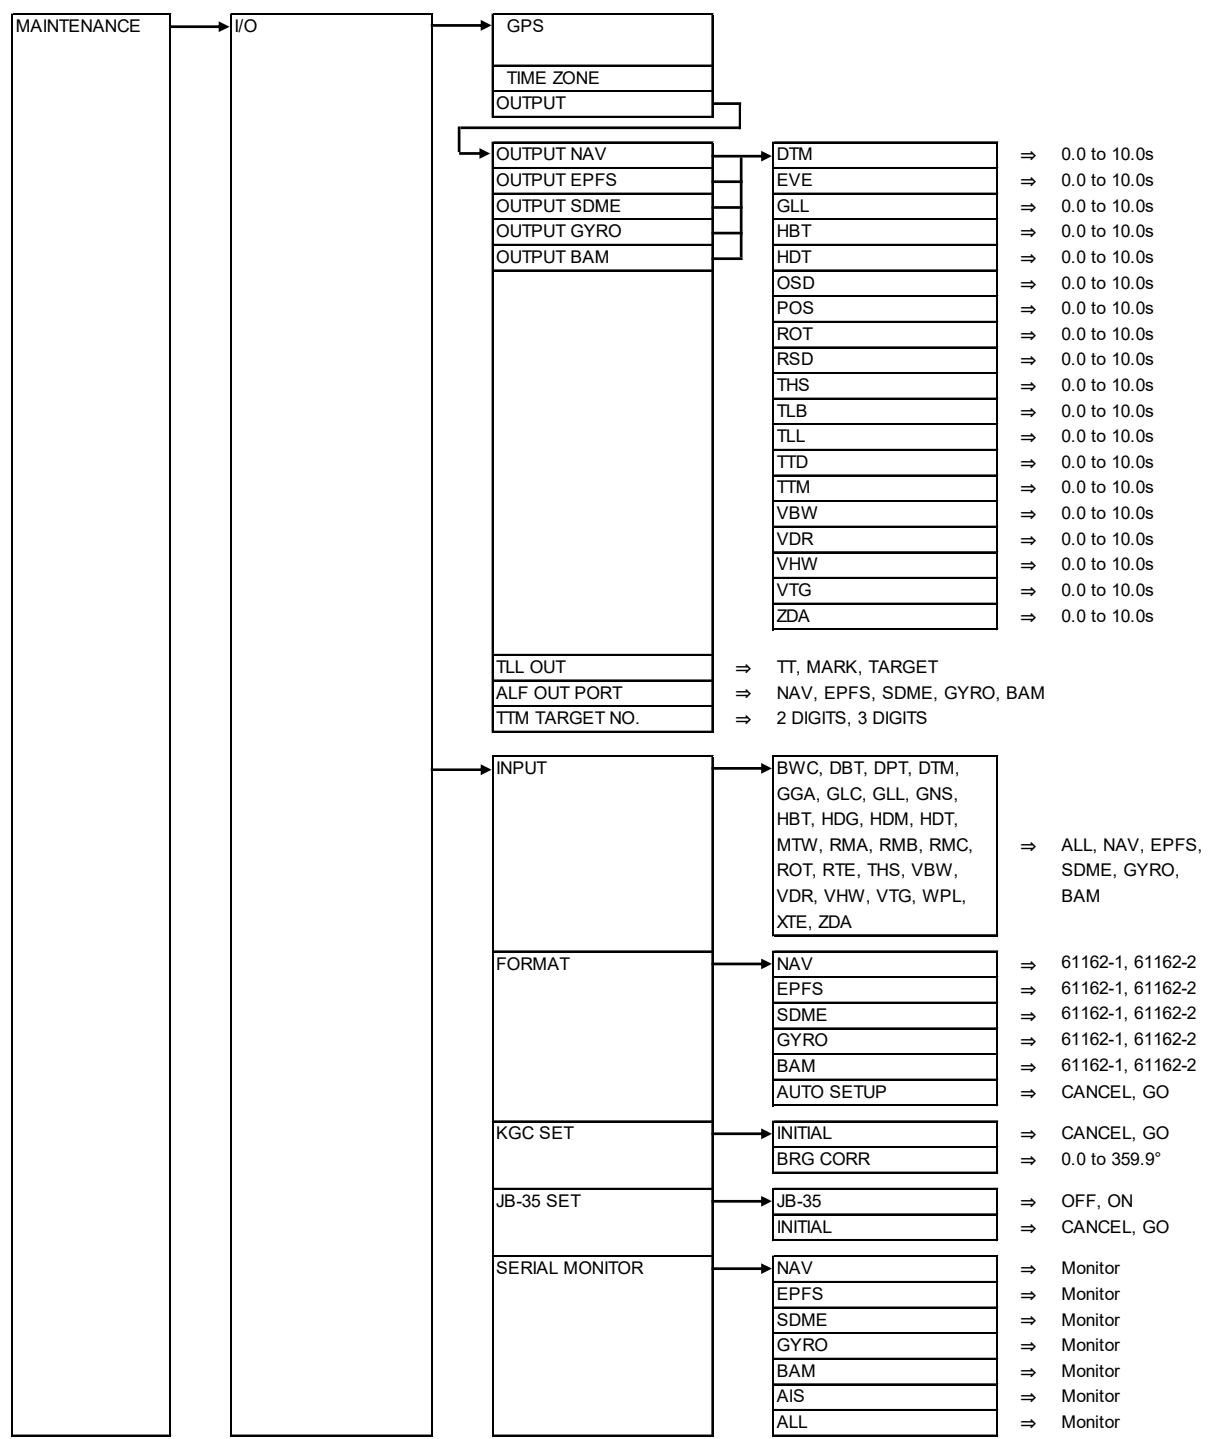 MAINTENANCE I/O GPS
TIME ZONE
OUTPUT
OUTPUT NAV DTM ⇒ 0.0 to 10.0s
OUTPUT EPFS EVE ⇒ 0.0 to 10.0s
OUTPUT SDME GLL ⇒ 0.0 to 10.0s
OUTPUT GYRO HBT ⇒ 0.0 to 10.0s
OUTPUT BAM HDT ⇒ 0.0 to 10.0s
OSD ⇒ 0.0 to 10.0s
POS ⇒ 0.0 to 10.0s
ROT ⇒ 0.0 to 10.0s
RSD ⇒ 0.0 to 10.0s
THS ⇒ 0.0 to 10.0s
TLB ⇒ 0.0 to 10.0s
TLL ⇒ 0.0 to 10.0s
TTD ⇒ 0.0 to 10.0s
TTM ⇒ 0.0 to 10.0s
VBW ⇒ 0.0 to 10.0s
VDR ⇒ 0.0 to 10.0s
VHW ⇒ 0.0 to 10.0s
VTG ⇒ 0.0 to 10.0s
ZDA ⇒ 0.0 to 10.0s
TLL OUT ⇒ TT, MARK, TARGET
ALF OUT PORT ⇒ NAV, EPFS, SDME, GYRO, BAM
TTM TARGET NO. ⇒ 2 DIGITS, 3 DIGITS
INPUT BWC, DBT, DPT, DTM,
GGA, GLC, GLL, GNS,
HBT, HDG, HDM, HDT,
MTW, RMA, RMB, RMC, ⇒ ALL, NAV, EPFS,
ROT, RTE, THS, VBW, SDME, GYRO,
VDR, VHW, VTG, WPL, BAM
XTE, ZDA
FORMAT NAV ⇒ 61162-1, 61162-2
EPFS ⇒ 61162-1, 61162-2
SDME ⇒ 61162-1, 61162-2
GYRO ⇒ 61162-1, 61162-2
BAM ⇒ 61162-1, 61162-2
AUTO SETUP ⇒ CANCEL, GO
KGC SET INITIAL ⇒ CANCEL, GO
BRG CORR ⇒ 0.0 to 359.9°
JB-35 SET JB-35 ⇒ OFF, ON
INITIAL ⇒ CANCEL, GO
SERIAL MONITOR NAV ⇒ Monitor
EPFS ⇒ Monitor
SDME ⇒ Monitor
GYRO ⇒ Monitor
BAM ⇒ Monitor
AIS ⇒ Monitor
ALL ⇒ Monitor